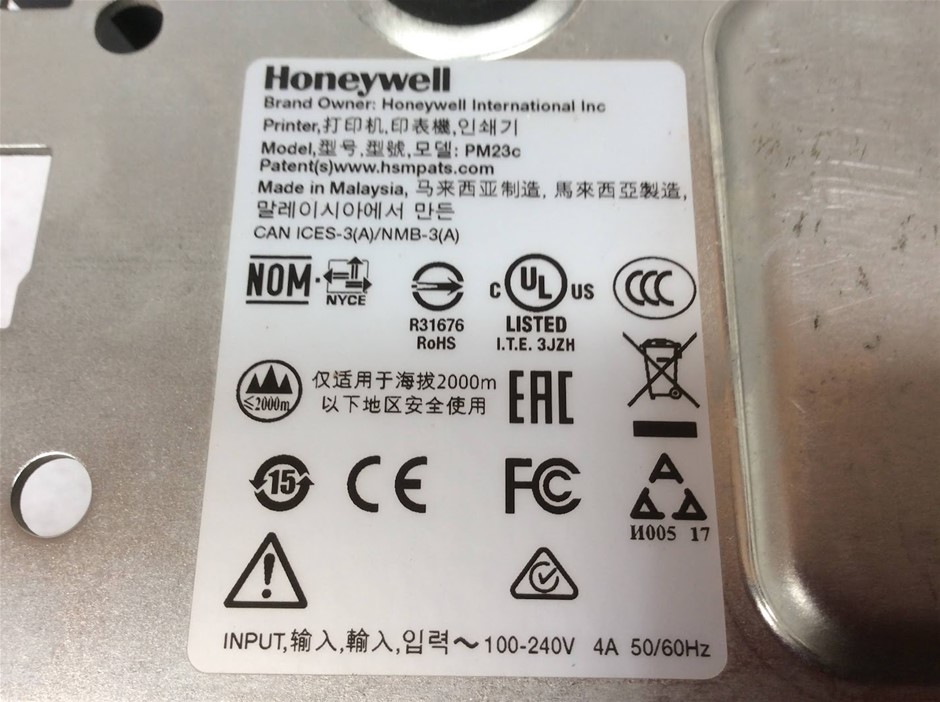 Honeywell
Brand Owner: Honeywell International Inc
Printer,打印机,印表機,인쇄기
Model,型号,型號,모델: PM23c
Patent(s)www.hsmpats.com
Made in Malaysia, 马来西亚制造, 馬來西亞製造,
말레이시아에서 만든
CAN ICES-3(A)/NMB-3(A)
NOM
NYCE
R31676
RoHS
C UL US
LISTED
I.T.E. 3JZH
CCC
≤2000m
仅适用于海拔2000m
以下地区安全使用
EAC
15
CE
FC
И005 17
INPUT,输入,輸入,입력～100-240V 4A 50/60Hz